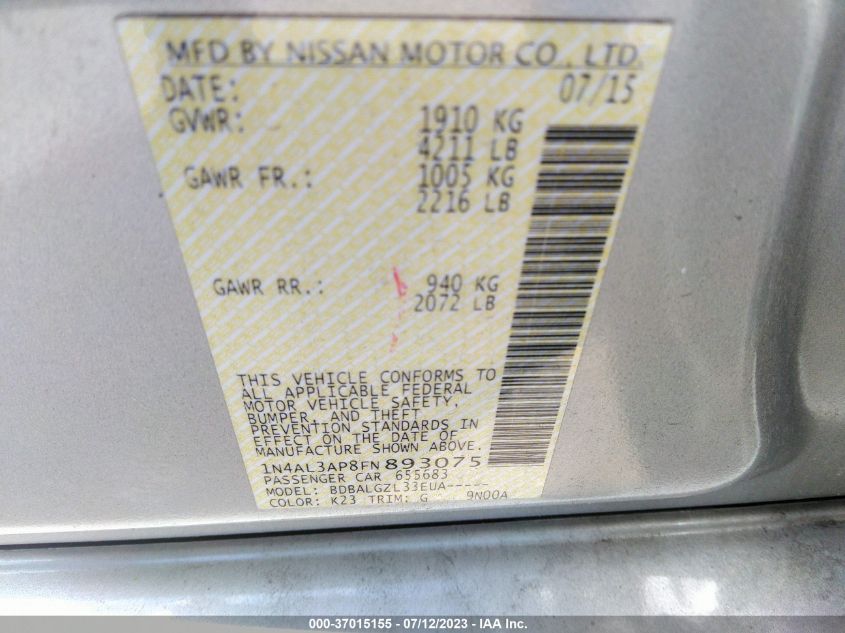 MFD BY NISSAN MOTOR CO., LTD.
DATE: 07/15
GVWR: 1910 KG
4211 LB
GAWR FR.: 1005 KG
2216 LB
GAWR RR.: 940 KG
2072 LB
THIS VEHICLE CONFORMS TO
ALL APPLICABLE FEDERAL
MOTOR VEHICLE SAFETY,
BUMPER, AND THEFT
PREVENTION STANDARDS IN
EFFECT ON THE DATE OF
MANUFACTURE SHOWN ABOVE.
1N4AL3AP8FN893075
PASSENGER CAR 655683
MODEL: BDBALGZL33EUA-----
COLOR: K23 TRIM: G 9N00A
000-37015155 - 07/12/2023 - IAA Inc.